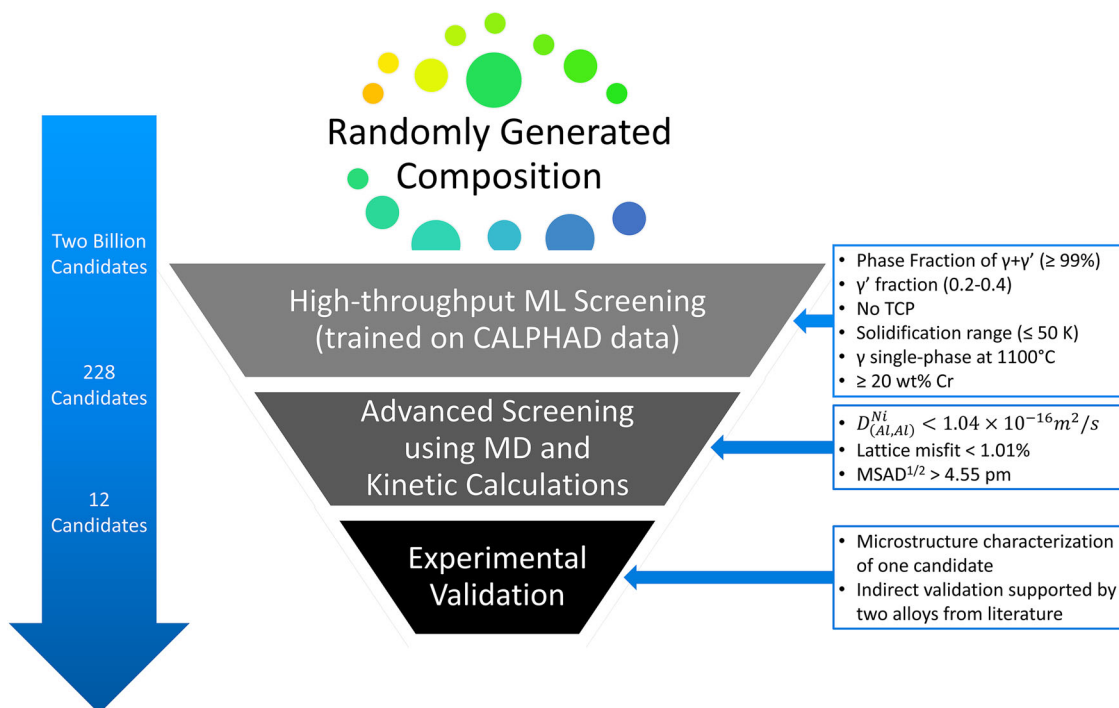 Randomly Generated
Composition
Two Billion
Candidates
High-throughput ML Screening
(trained on CALPHAD data)
• Phase Fraction of γ+γ’ (≥ 99%)
• γ’ fraction (0.2-0.4)
• No TCP
• Solidification range (≤ 50 K)
• γ single-phase at 1100°C
• ≥ 20 wt% Cr
228
Candidates
Advanced Screening
using MD and
Kinetic Calculations
• D_{(Al,Al)}^{Ni} < 1.04 × 10^{-16} m^2/s
• Lattice misfit < 1.01%
• MSAD^{1/2} > 4.55 pm
12
Candidates
Experimental
Validation
• Microstructure characterization
of one candidate
• Indirect validation supported by
two alloys from literature